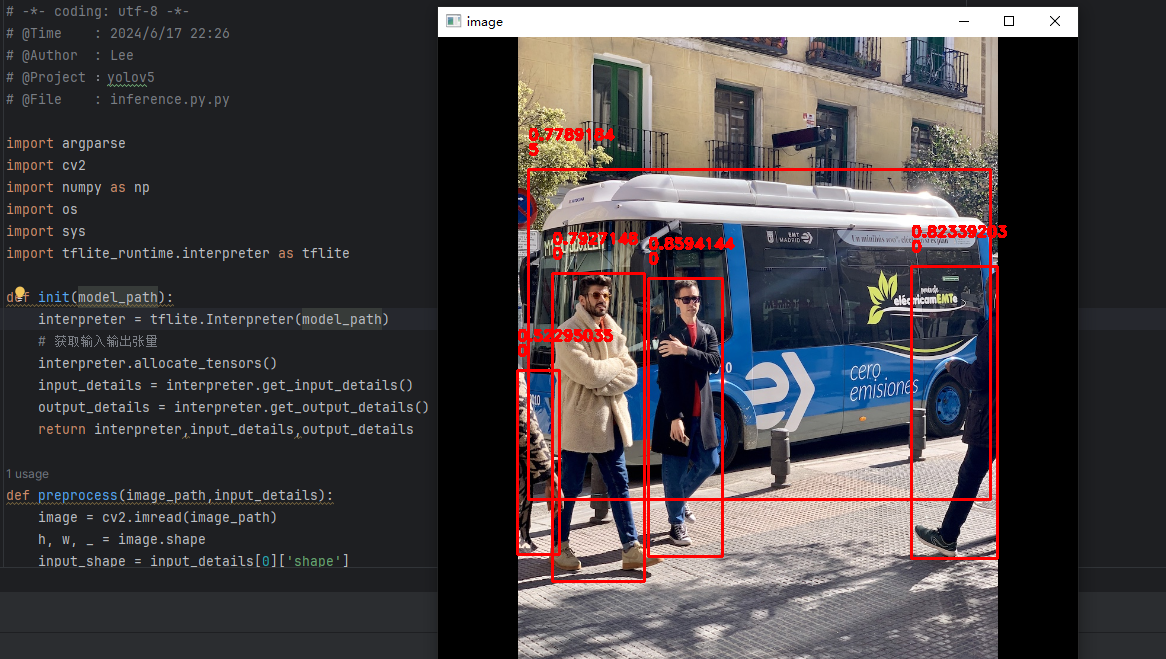 # -*- coding: utf-8 -*-
# @Time    : 2024/6/17 22:26
# @Author  : Lee
# @Project : yolov5
# @File    : inference.py.py
import argparse
import cv2
import numpy as np
import os
import sys
import tflite_runtime.interpreter as tflite
def init(model_path):
    interpreter = tflite.Interpreter(model_path)
    # 获取输入输出张量
    interpreter.allocate_tensors()
    input_details = interpreter.get_input_details()
    output_details = interpreter.get_output_details()
    return interpreter,input_details,output_details
1 usage
def preprocess(image_path,input_details):
    image = cv2.imread(image_path)
    h, w, _ = image.shape
    input_shape = input_details[0]['shape']
image
0.7789184
5
0.7927148
0
0.8594144
0
0.82339203
0
0.52295035
0
EMT
MADRID
eléctricamEMTe
cero
emisiones